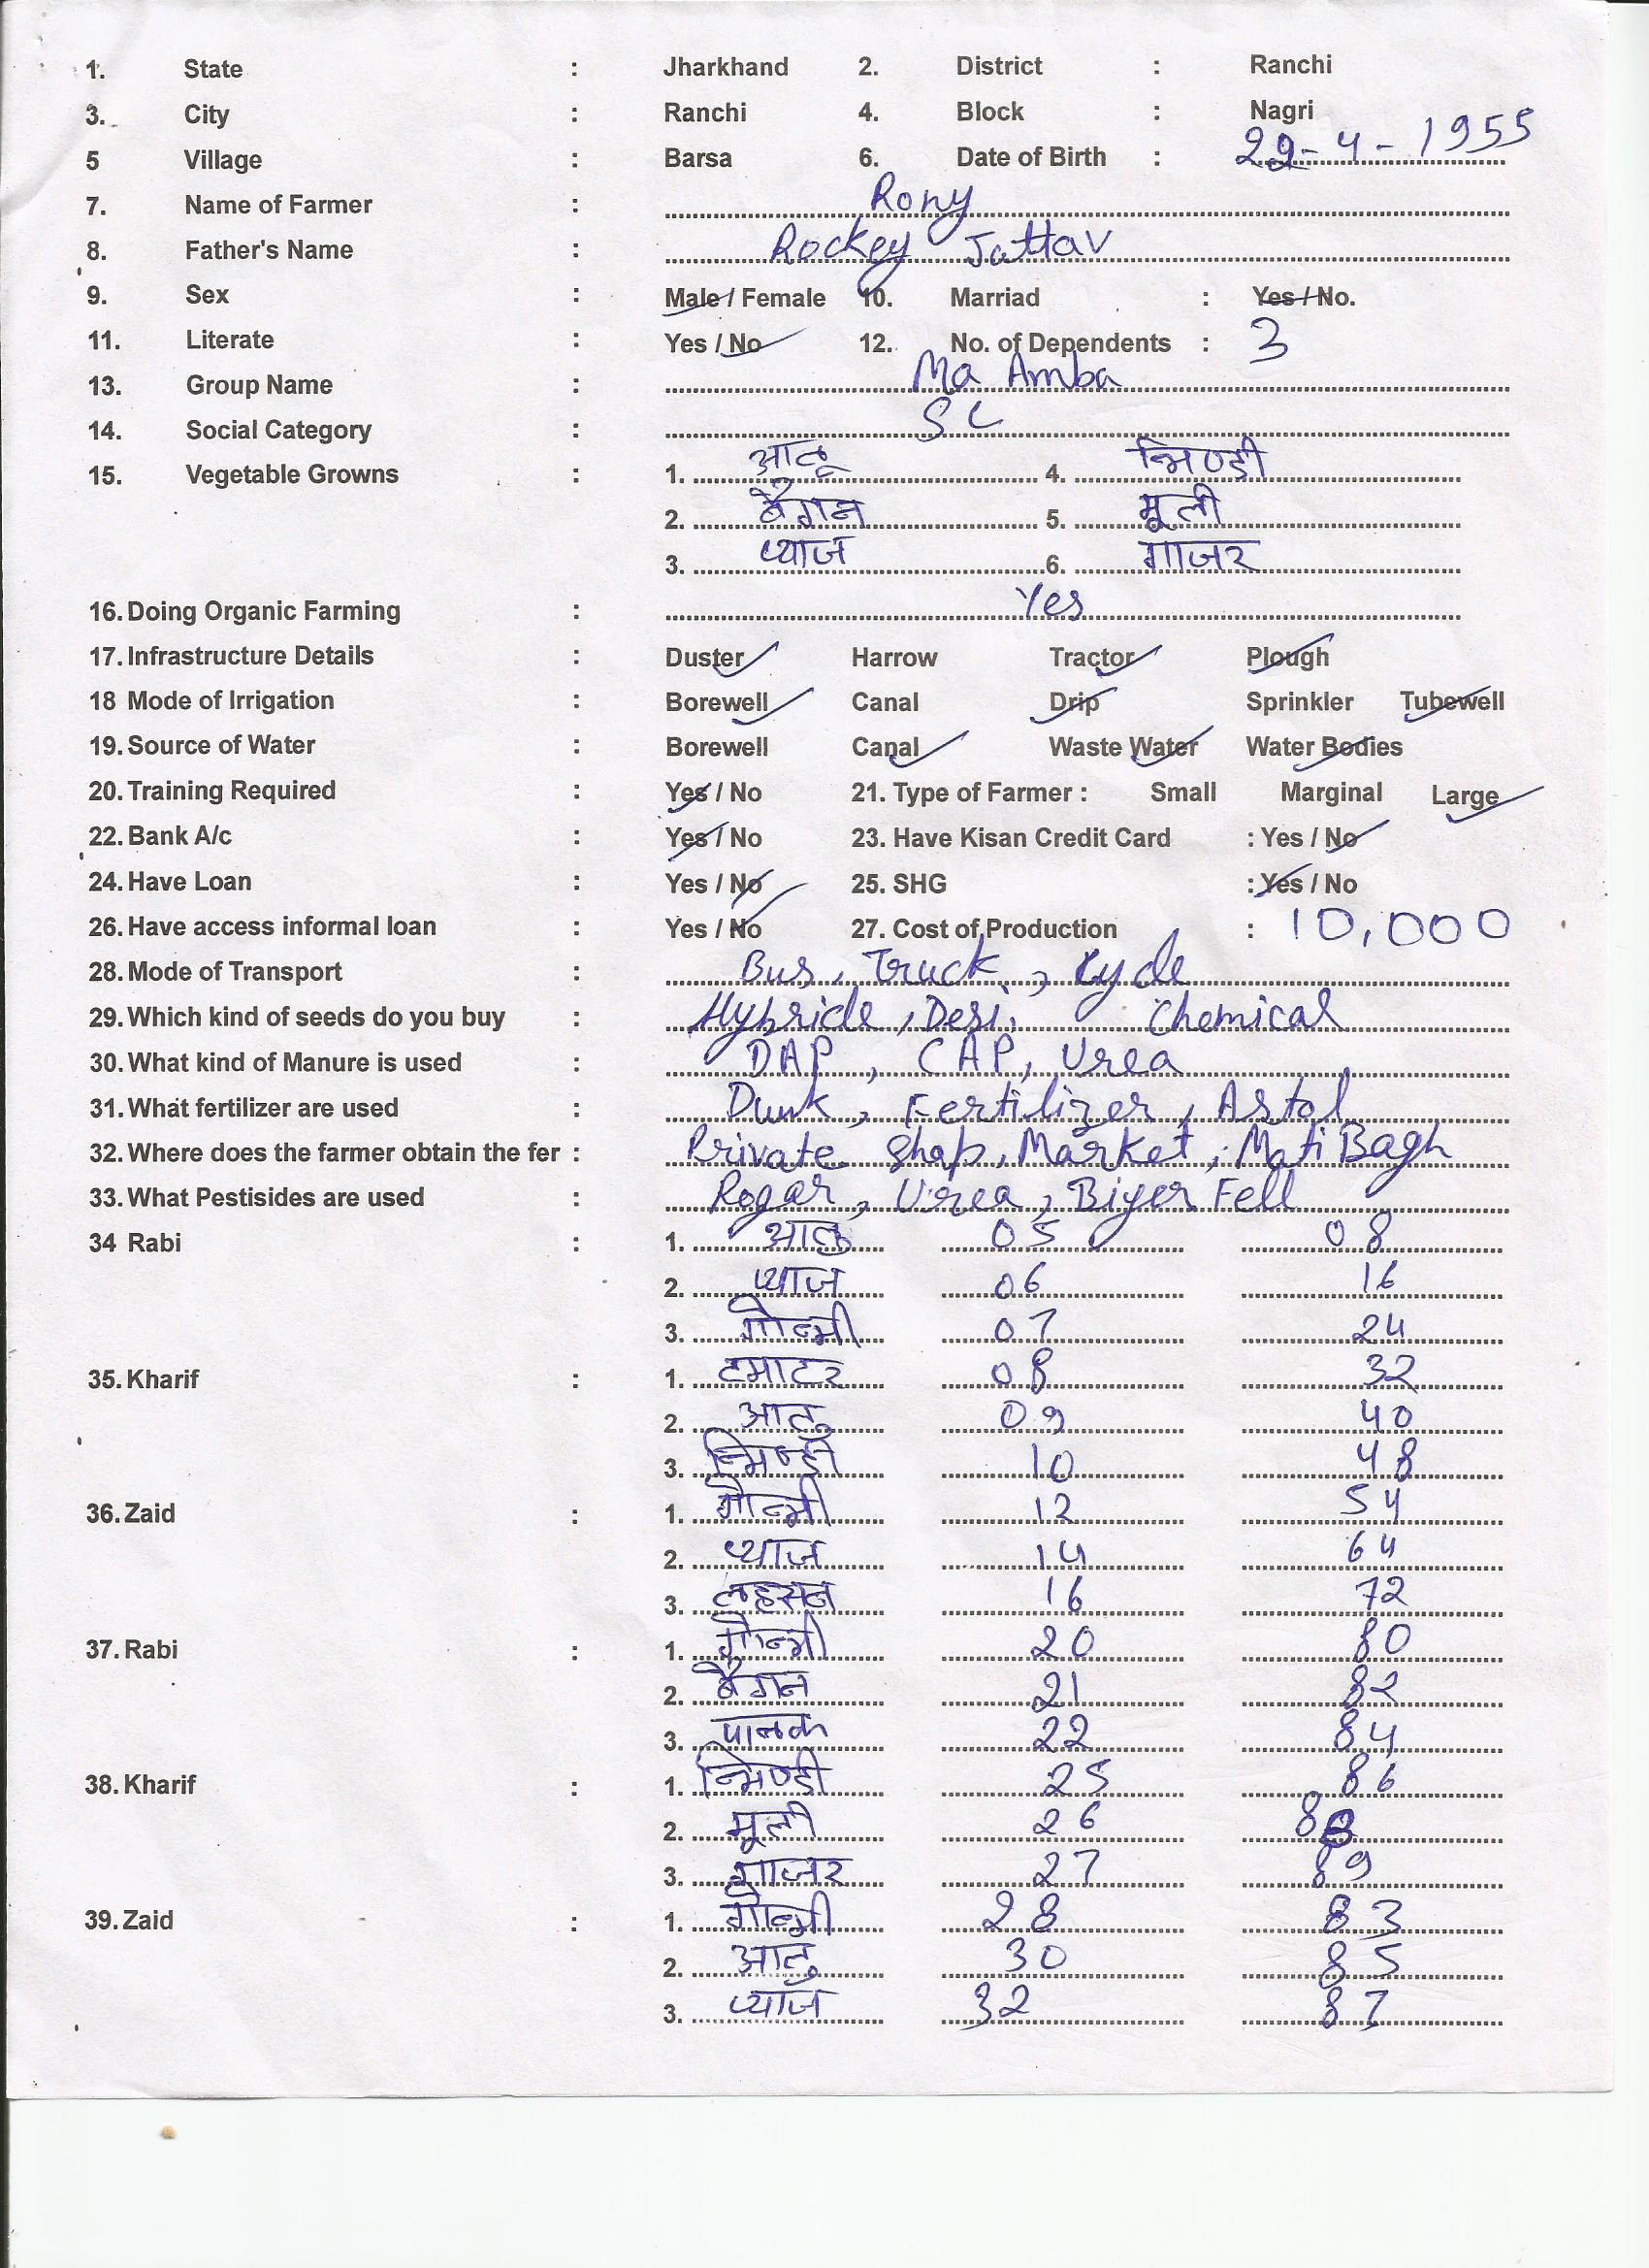 1. State : Jharkhand 2. District : Ranchi
3. City : Ranchi 4. Block : Nagri
5 Village : Barsa 6. Date of Birth : 22-4-1955
7. Name of Farmer : Rony
8. Father's Name : Rockey Jattav
9. Sex : Male / Female 10. Marriad : Yes / No.
11. Literate : Yes / No 12. No. of Dependents : 3
13. Group Name : Ma Amba
14. Social Category : SC
15. Vegetable Growns : 1. आलू 4. भिण्डी
2. बैंगन 5. मूली
3. प्याज 6. गाजर
16. Doing Organic Farming : Yes
17. Infrastructure Details : Duster Harrow Tractor Plough
18 Mode of Irrigation : Borewell Canal Drip Sprinkler Tubewell
19. Source of Water : Borewell Canal Waste Water Water Bodies
20. Training Required : Yes / No 21. Type of Farmer : Small Marginal Large
22. Bank A/c : Yes / No 23. Have Kisan Credit Card : Yes / No
24. Have Loan : Yes / No 25. SHG : Yes / No
26. Have access informal loan : Yes / No 27. Cost of Production : 10,000
28. Mode of Transport : Bus, Truck, Cycle
29. Which kind of seeds do you buy : Hybride, Desi, Chemical
30. What kind of Manure is used : DAP, CAP, Urea
31. What fertilizer are used : Dunk, Fertilizer, Astol
32. Where does the farmer obtain the fer : Private Shap, Market, Moti Bagh
33. What Pestisides are used : Rogar, Urea, Biyer Fell
34 Rabi : 1. आलु 05 08
2. प्याज 06 16
3. गोभी 07 24
35. Kharif : 1. टमाटर 08 32
2. आलु 09 40
3. भिण्डी 10 48
36. Zaid : 1. गोभी 12 54
2. प्याज 14 64
3. लहसन 16 72
37. Rabi : 1. गोभी 20 80
2. बैंगन 21 82
3. पालक 22 84
38. Kharif : 1. भिण्डी 25 86
2. मूली 26 88
3. गाजर 27 89
39. Zaid : 1. गोभी 28 83
2. आलु 30 85
3. प्याज 32 87